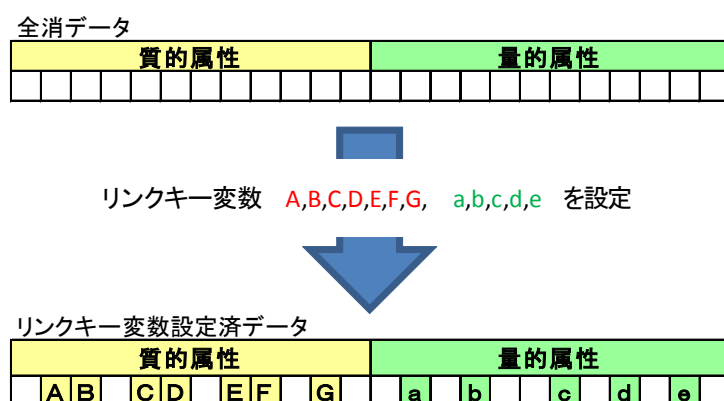 全消データ
質的属性 量的属性
リンクキー変数 A,B,C,D,E,F,G, a,b,c,d,e を設定
リンクキー変数設定済データ
質的属性 量的属性
A B C D E F G a b c d e